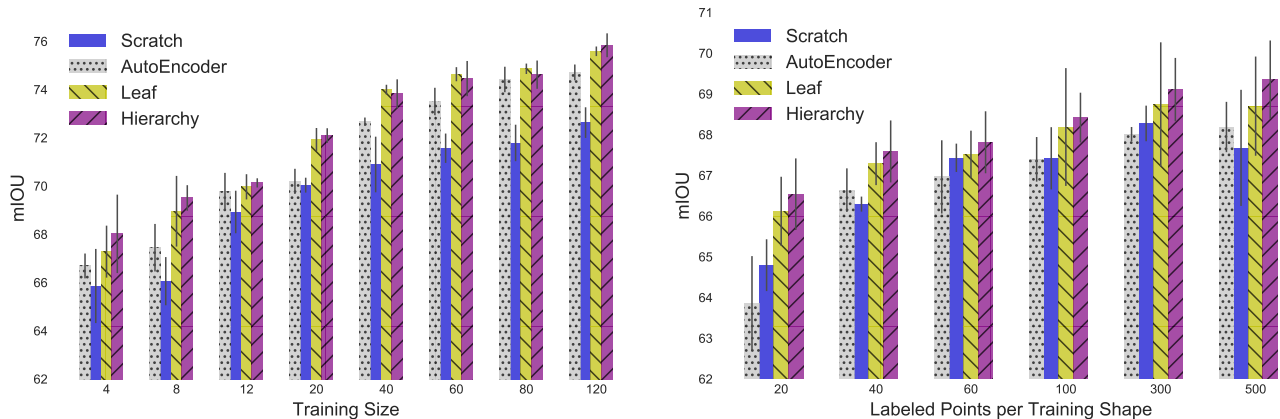 76
74
72
70
68
66
64
62
mIOU
Scratch
AutoEncoder
Leaf
Hierarchy
4 8 12 20 40 60 80 120
Training Size
71
70
69
68
67
66
65
64
63
62
mIOU
Scratch
AutoEncoder
Leaf
Hierarchy
20 40 60 100 300 500
Labeled Points per Training Shape